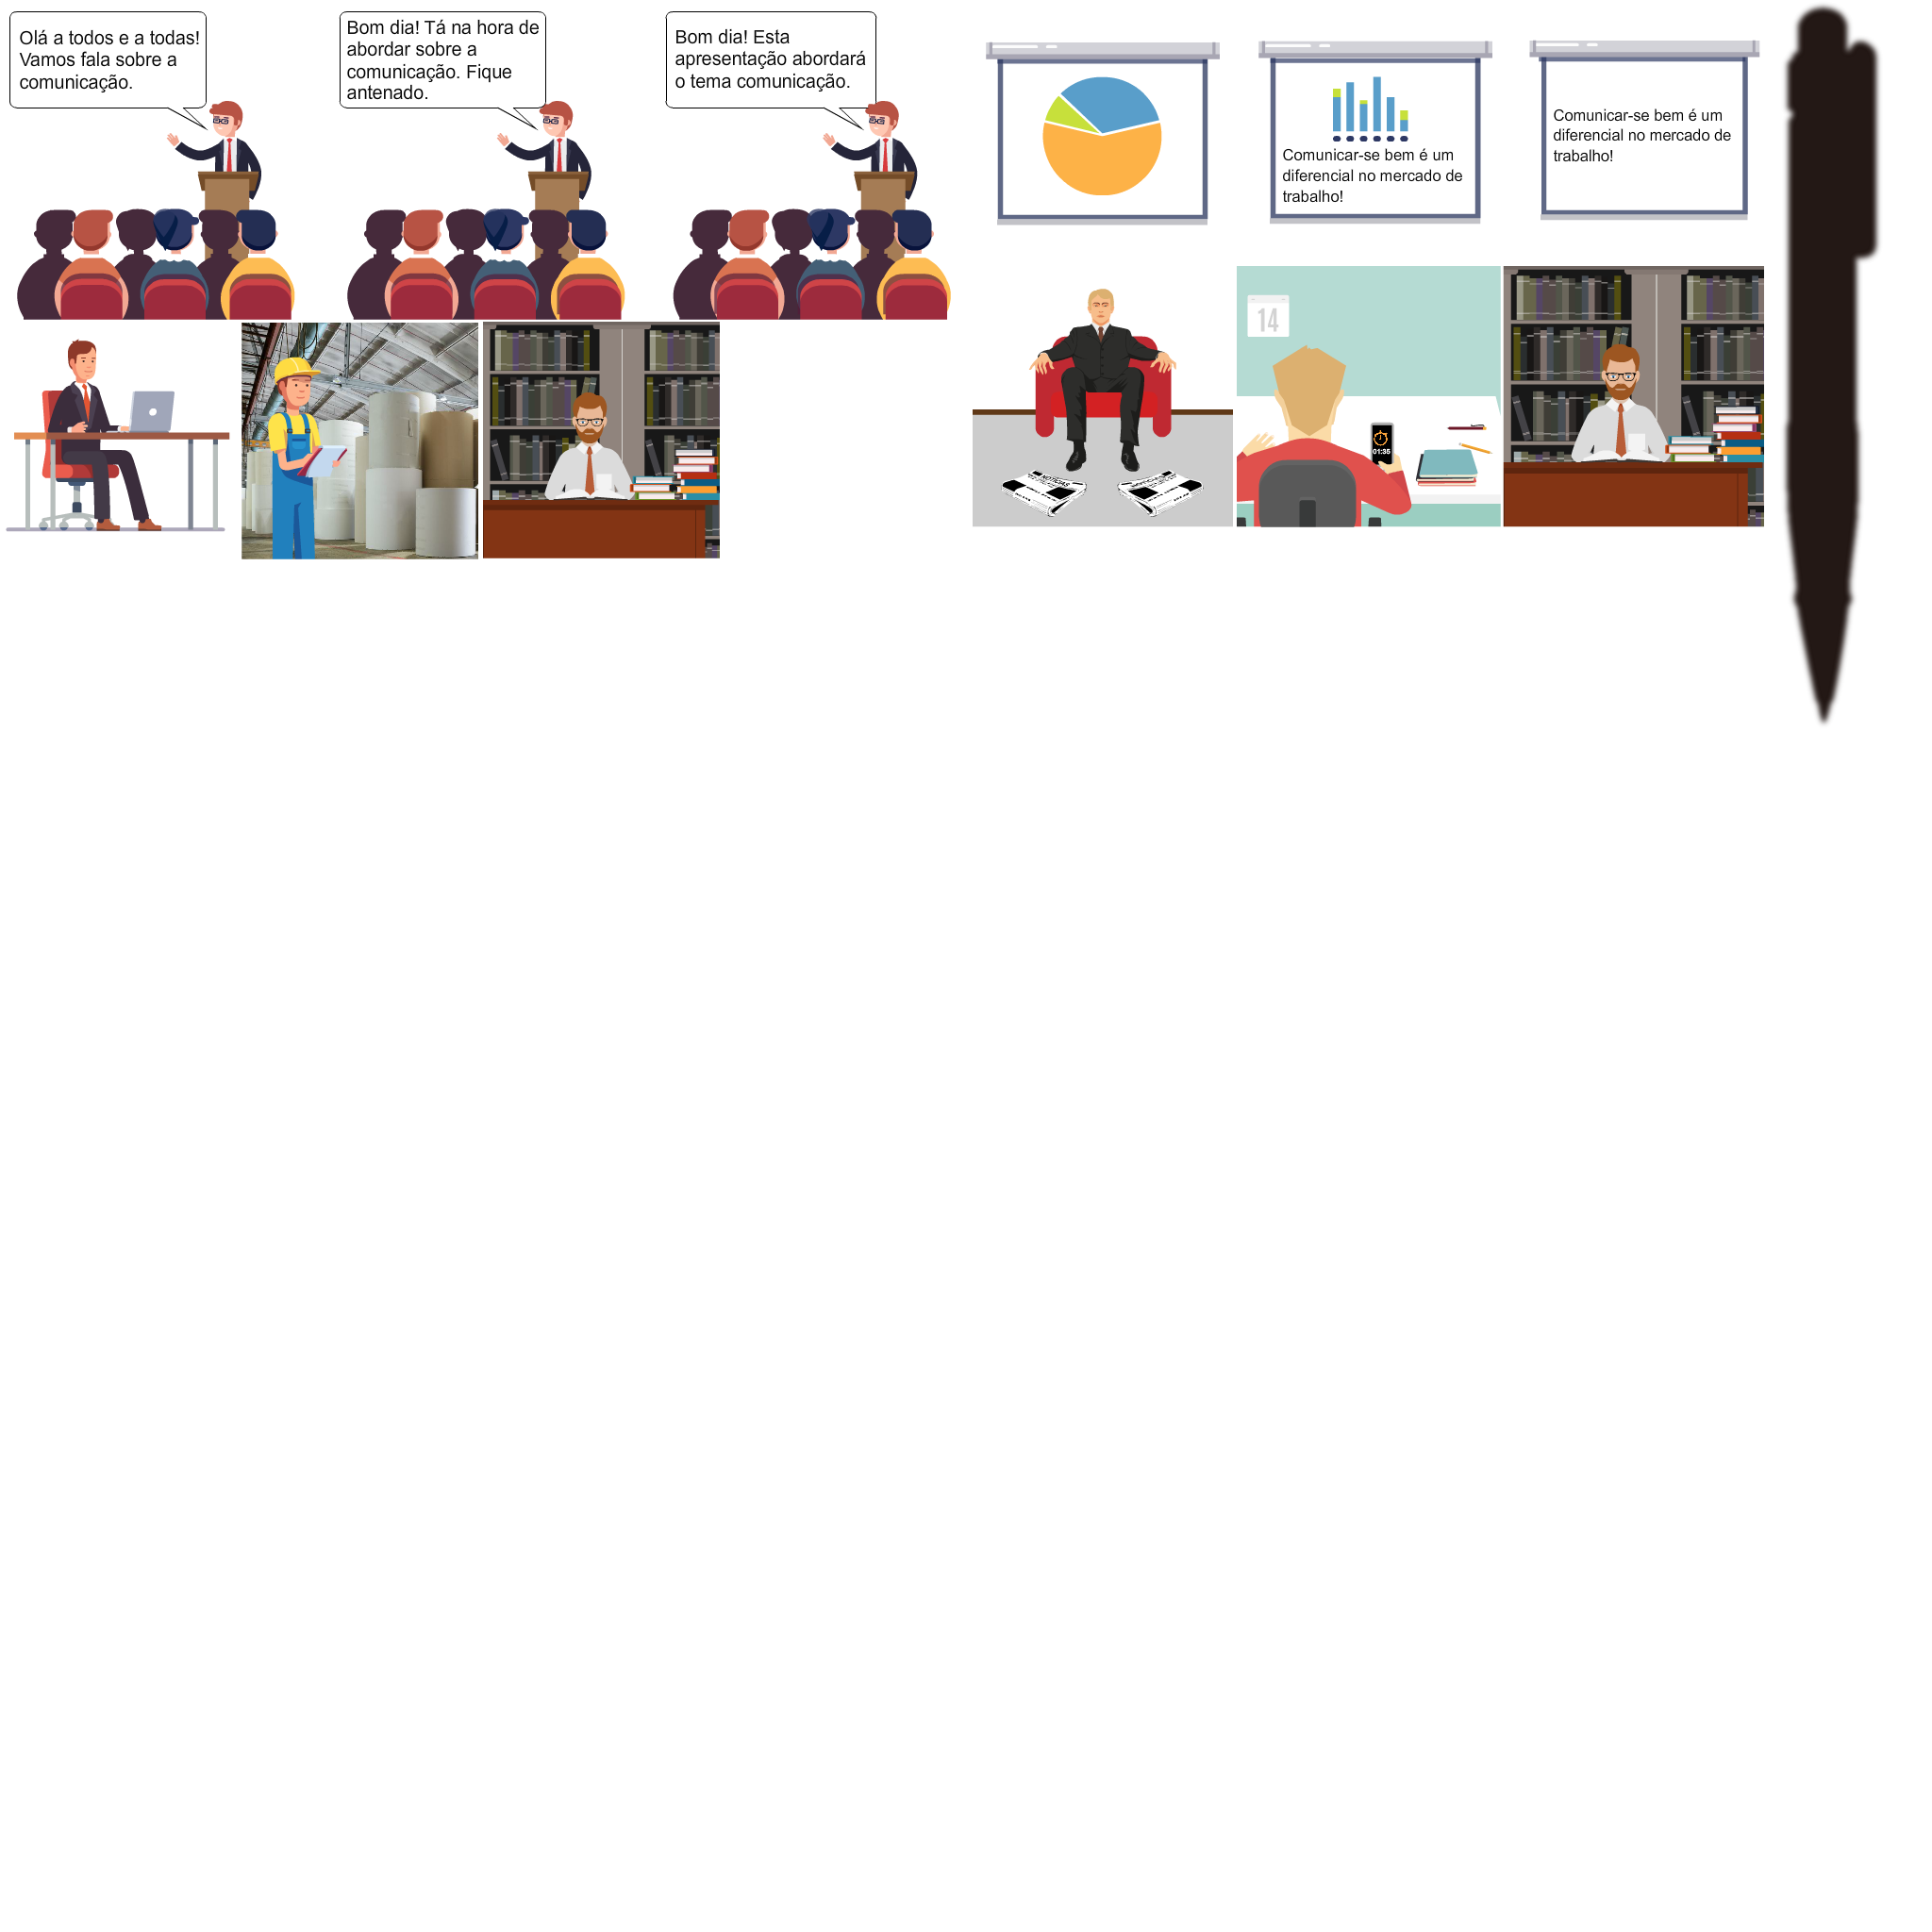 Olá a todos e a todas!
Vamos fala sobre a
comunicação.
Bom dia! Tá na hora de
abordar sobre a
comunicação. Fique
antenado.
Bom dia! Esta
apresentação abordará
o tema comunicação.
Comunicar-se bem é um
diferencial no mercado de
trabalho!
Comunicar-se bem é um
diferencial no mercado de
trabalho!
NOTÍCIAS
14
01:35